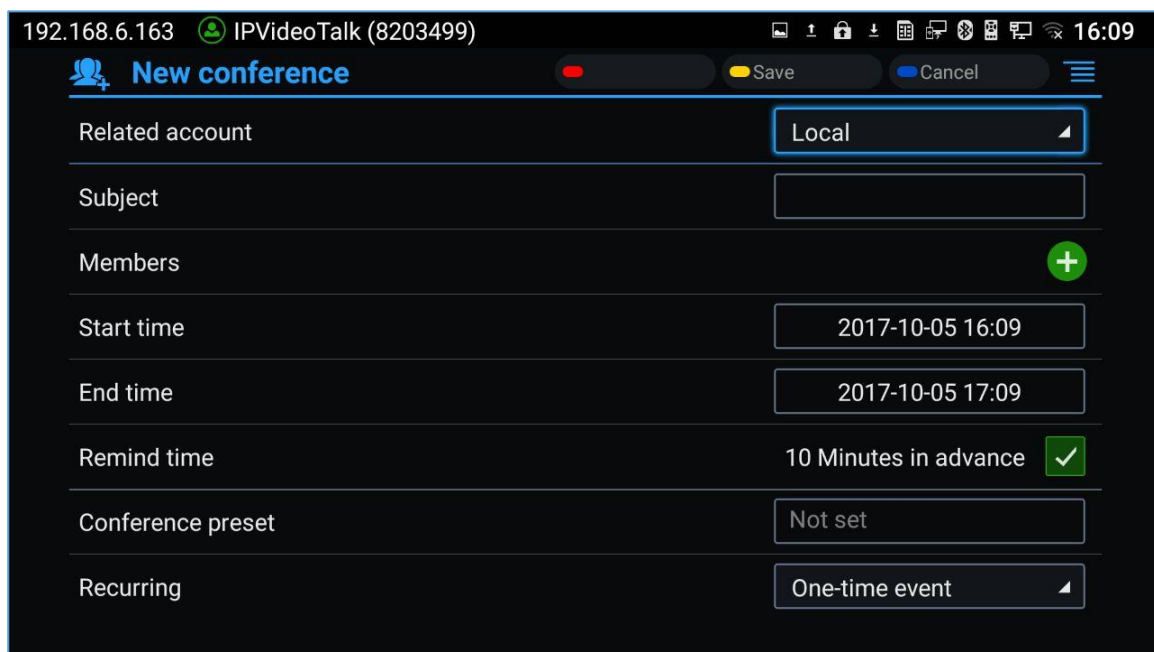 192.168.6.163 IPVideoTalk (8203499) 16:09
New conference Save Cancel
Related account Local
Subject
Members
Start time 2017-10-05 16:09
End time 2017-10-05 17:09
Remind time 10 Minutes in advance
Conference preset Not set
Recurring One-time event